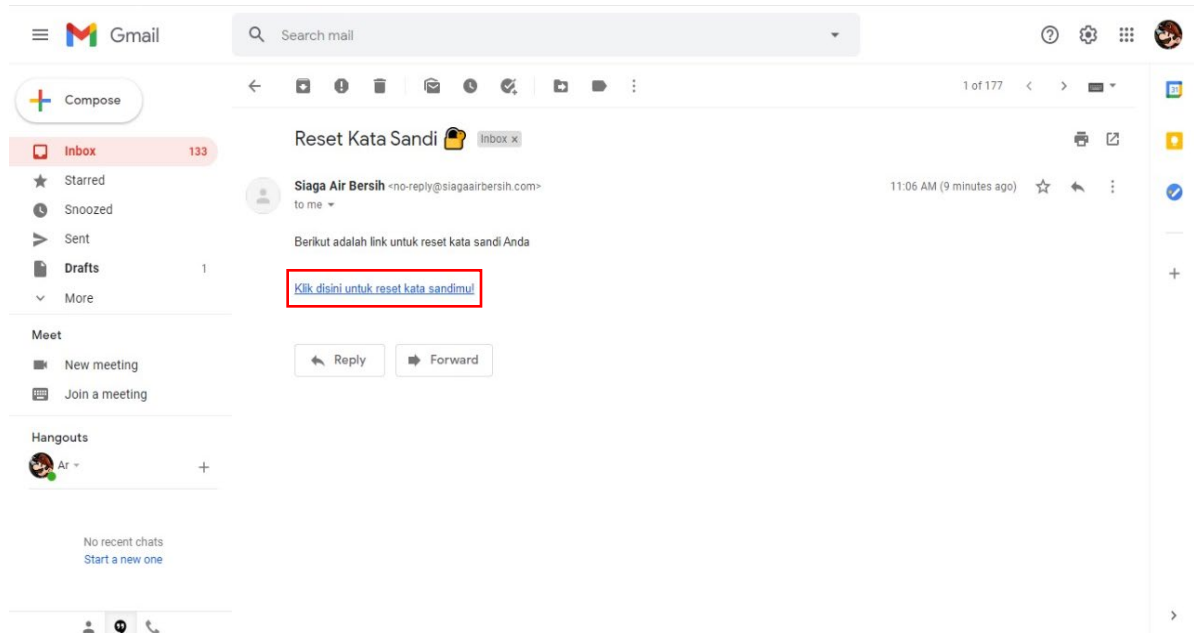 Gmail
Search mail
Compose
1 of 177
31
Reset Kata Sandi
Inbox x
Inbox 133
Starred
Snoozed
Sent
Drafts 1
More
Siaga Air Bersih <no-reply@siagaairbersih.com>
11:06 AM (9 minutes ago)
to me
Berikut adalah link untuk reset kata sandi Anda
Klik disini untuk reset kata sandimu!
Reply
Forward
Meet
New meeting
Join a meeting
Hangouts
Ar
No recent chats
Start a new one